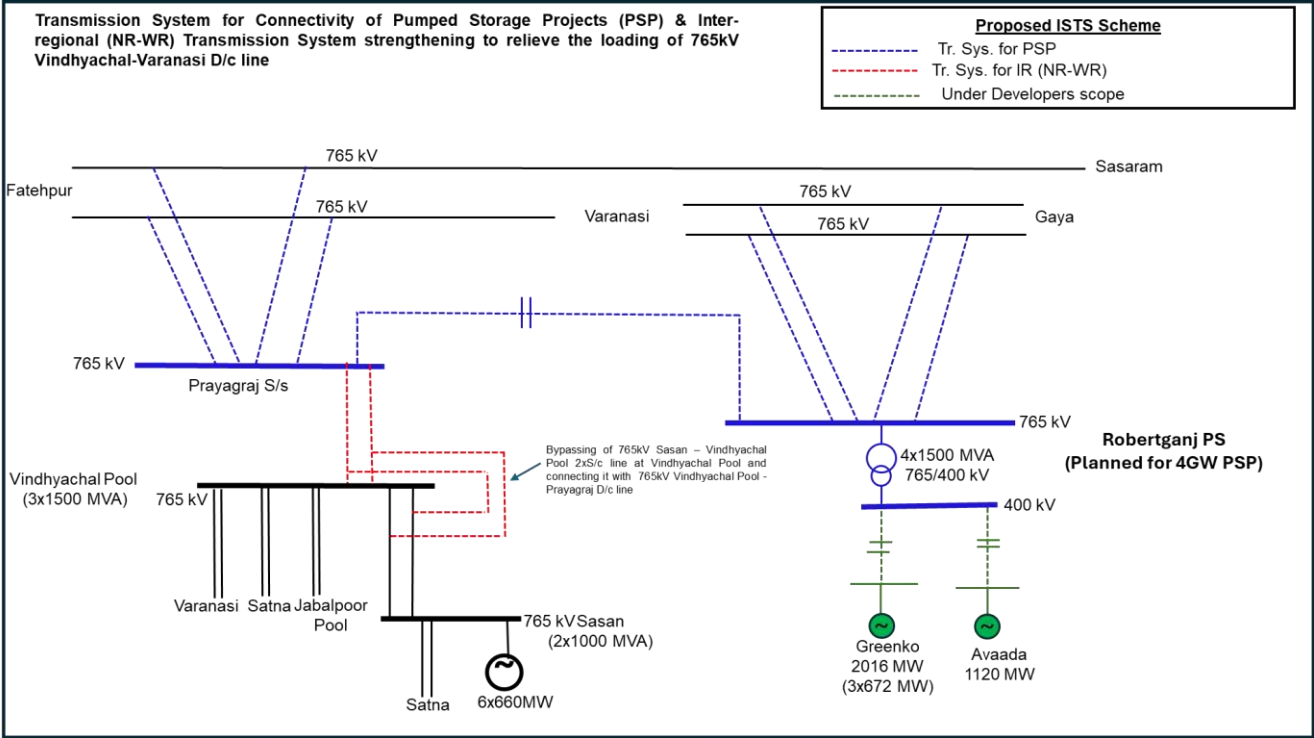 Transmission System for Connectivity of Pumped Storage Projects (PSP) & Inter-
regional (NR-WR) Transmission System strengthening to relieve the loading of 765kV
Vindhyachal-Varanasi D/c line
Proposed ISTS Scheme
Tr. Sys. for PSP
Tr. Sys. for IR (NR-WR)
Under Developers scope
765 kV
Sasaram
Fatehpur
765 kV
Varanasi
765 kV
765 kV
Gaya
765 kV
Prayagraj S/s
765 kV
Robertganj PS
(Planned for 4GW PSP)
4x1500 MVA
765/400 kV
400 kV
Bypassing of 765kV Sasan – Vindhyachal
Pool 2xS/c line at Vindhyachal Pool and
connecting it with 765kV Vindhyachal Pool -
Prayagraj D/c line
Vindhyachal Pool
(3x1500 MVA)
765 kV
Varanasi
Satna
Jabalpoor
Pool
765 kV Sasan
(2x1000 MVA)
Satna
~
6x660MW
~
Greenko
2016 MW
(3x672 MW)
~
Avaada
1120 MW